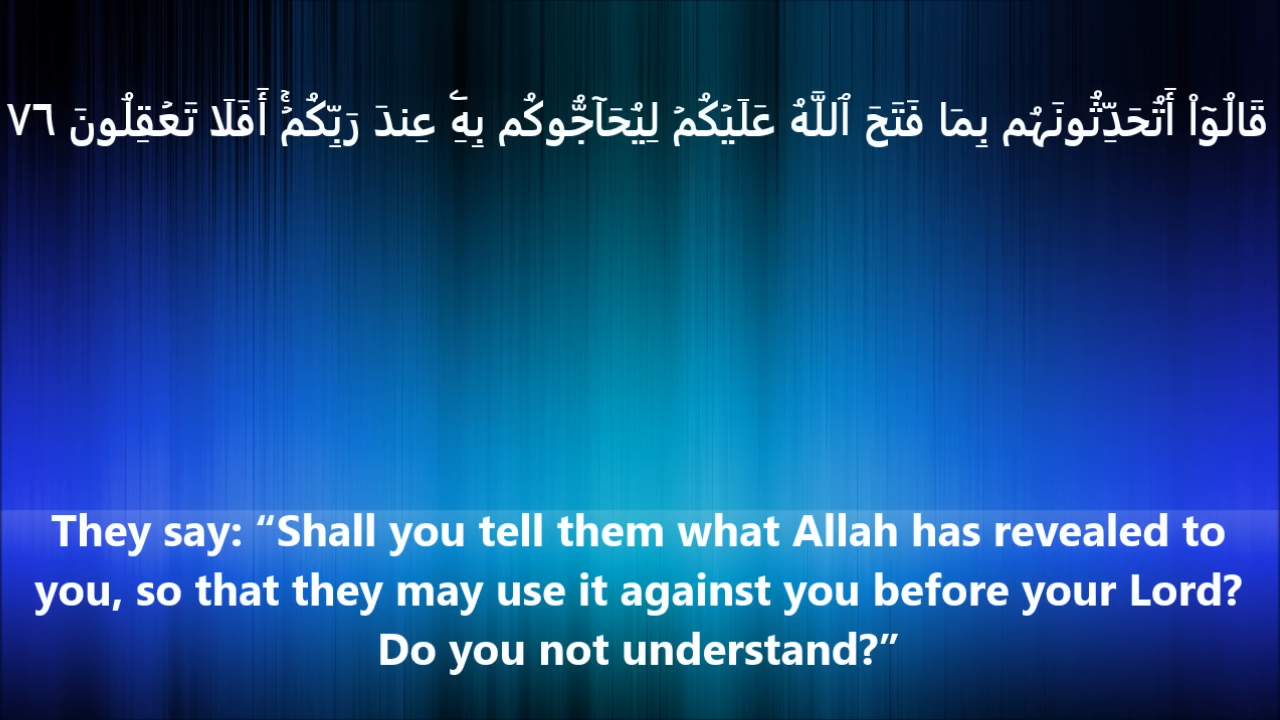 قَالُوٓاْ أَتُحَدِّثُونَهُم بِمَا فَتَحَ ٱللَّهُ عَلَيۡكُمۡ لِيُحَآجُّوكُم بِهِۦ عِندَ رَبِّكُمۡۚ أَفَلَا تَعۡقِلُونَ ٧٦
They say: “Shall you tell them what Allah has revealed to
you, so that they may use it against you before your Lord?
Do you not understand?”